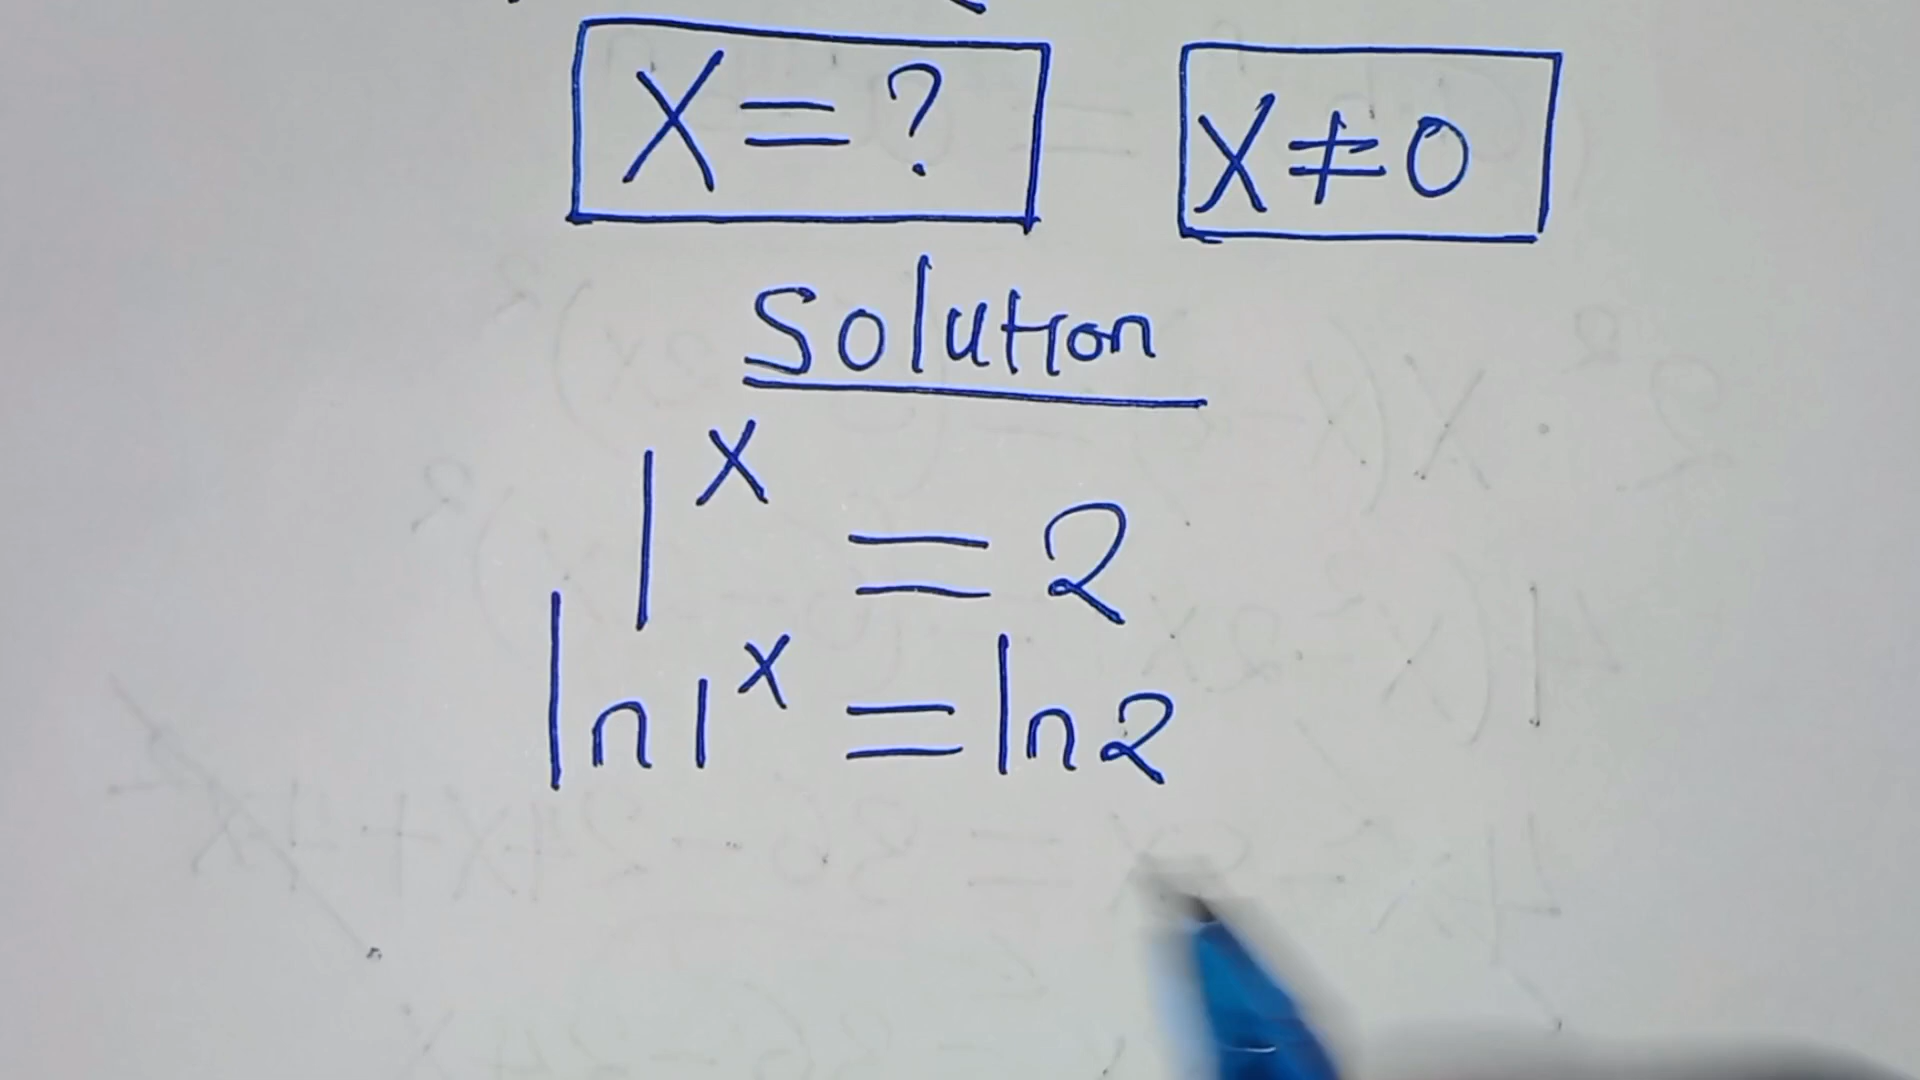 X = ? X ≠ 0
Solution
1^x = 2
ln 1^x = ln 2